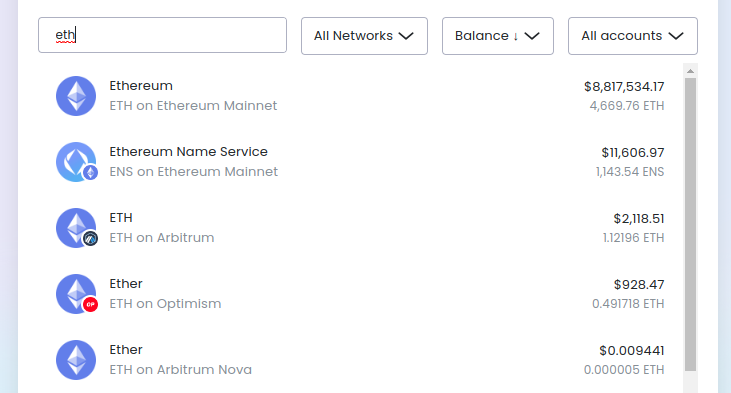 eth
All Networks
Balance ↓
All accounts
Ethereum
$8,817,534.17
ETH on Ethereum Mainnet
4,669.76 ETH
Ethereum Name Service
$11,606.97
ENS on Ethereum Mainnet
1,143.54 ENS
ETH
$2,118.51
ETH on Arbitrum
1.12196 ETH
Ether
$928.47
ETH on Optimism
0.491718 ETH
OP
Ether
$0.009441
ETH on Arbitrum Nova
0.000005 ETH